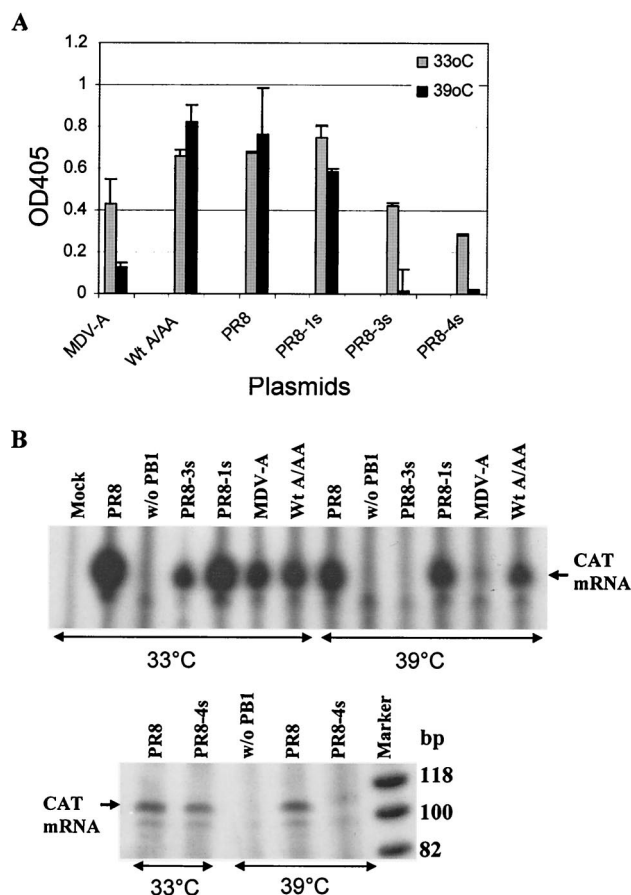 A
1.2
1
0.8
0.6
0.4
0.2
0
OD405
33oC
39oC
MDV-A
Wt A/AA
PR8
PR8-1s
PR8-3s
PR8-4s
Plasmids
B
Mock
PR8
w/o PB1
PR8-3s
PR8-1s
MDV-A
Wt A/AA
PR8
w/o PB1
PR8-3s
PR8-1s
MDV-A
Wt A/AA
CAT
mRNA
33°C
39°C
PR8
PR8-4s
w/o PB1
PR8
PR8-4s
Marker
bp
118
100
82
CAT
mRNA
33°C
39°C